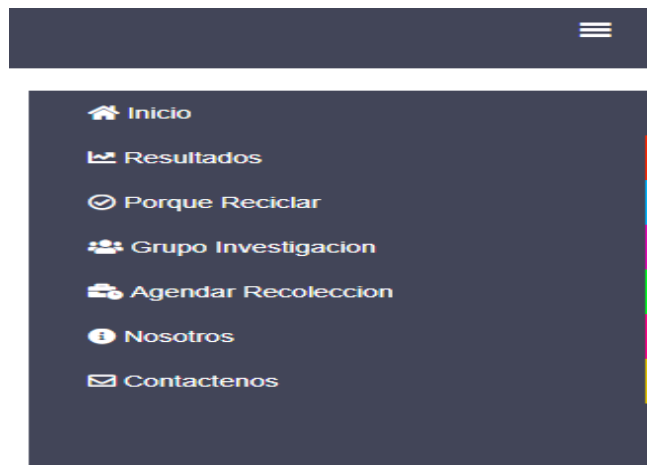 Inicio
Resultados
Porque Reciclar
Grupo Investigacion
Agendar Recoleccion
Nosotros
Contactenos